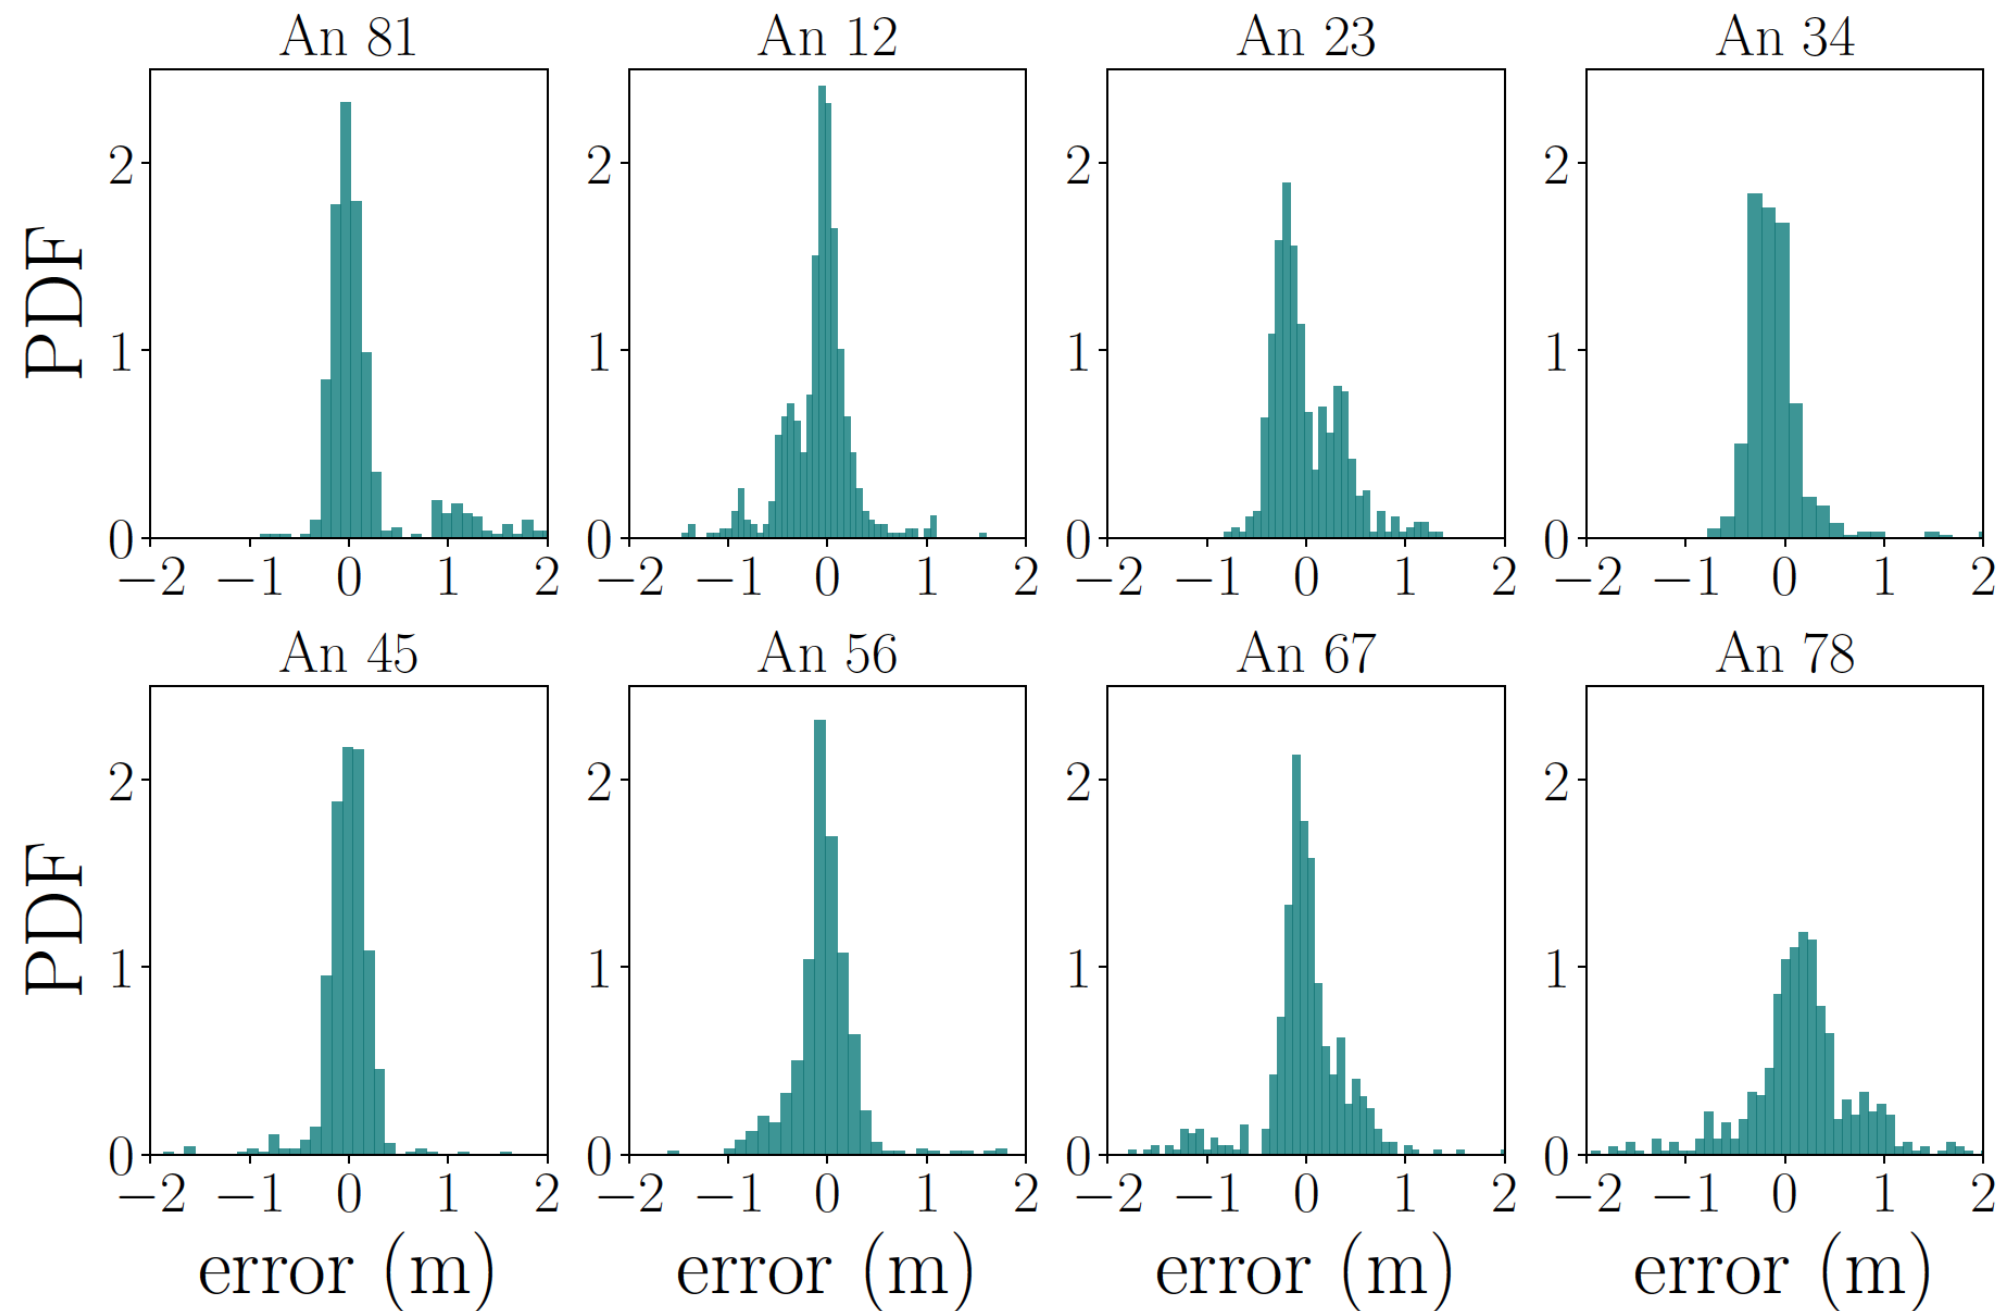 An 81 An 12 An 23 An 34
PDF
2 2 2 2
1 1 1 1
0 0 0 0
−2 −1 0 1 2 −2 −1 0 1 2 −2 −1 0 1 2 −2 −1 0 1 2
An 45 An 56 An 67 An 78
PDF
2 2 2 2
1 1 1 1
0 0 0 0
−2 −1 0 1 2 −2 −1 0 1 2 −2 −1 0 1 2 −2 −1 0 1 2
error (m) error (m) error (m) error (m)